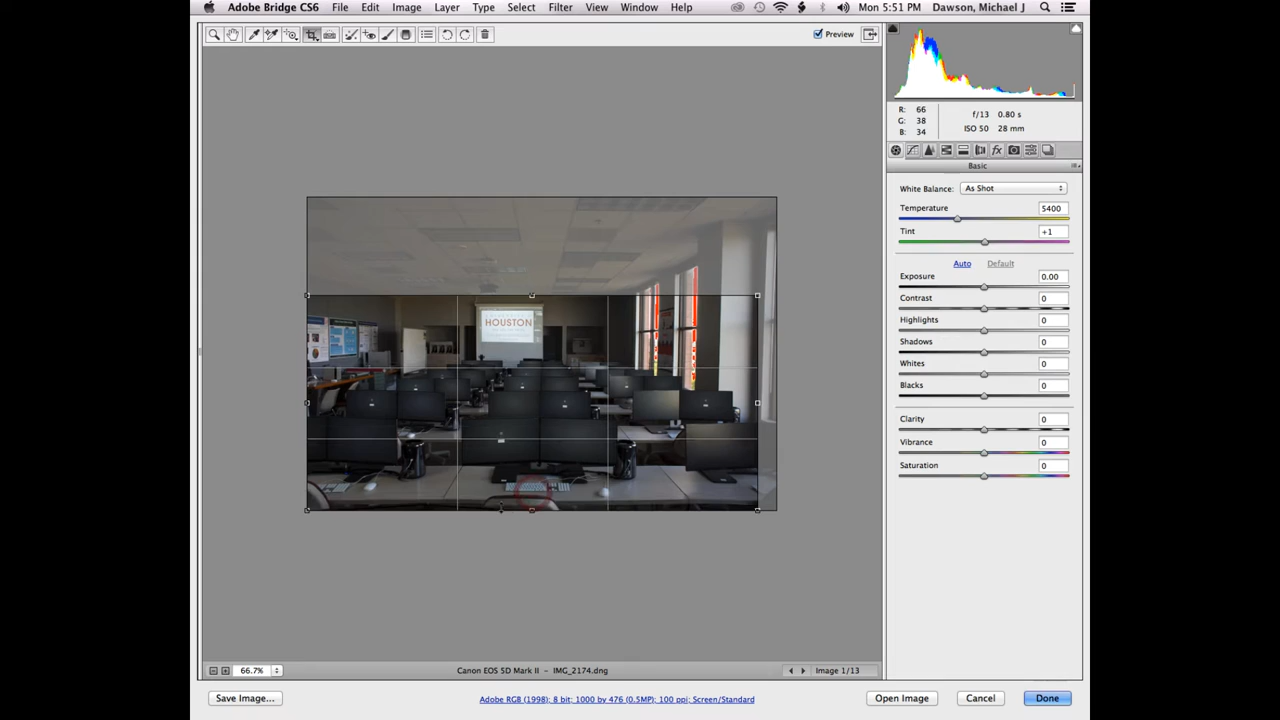 Adobe Bridge CS6 File Edit Image Layer Type Select Filter View Window Help Mon 5:51 PM Dawson, Michael J
Preview
R: 66
G: 38
B: 34
f/13 0.80 s
ISO 50 28 mm
Basic
White Balance: As Shot
Temperature 5400
Tint +1
Auto Default
Exposure 0.00
Contrast 0
Highlights 0
Shadows 0
Whites 0
Blacks 0
Clarity 0
Vibrance 0
Saturation 0
HOUSTON
66.7% Canon EOS 5D Mark II - IMG_2174.dng Image 1/13
Save Image... Adobe RGB (1998); 8 bit; 1000 by 476 (0.5MP); 100 ppi; Screen/Standard Open Image Cancel Done